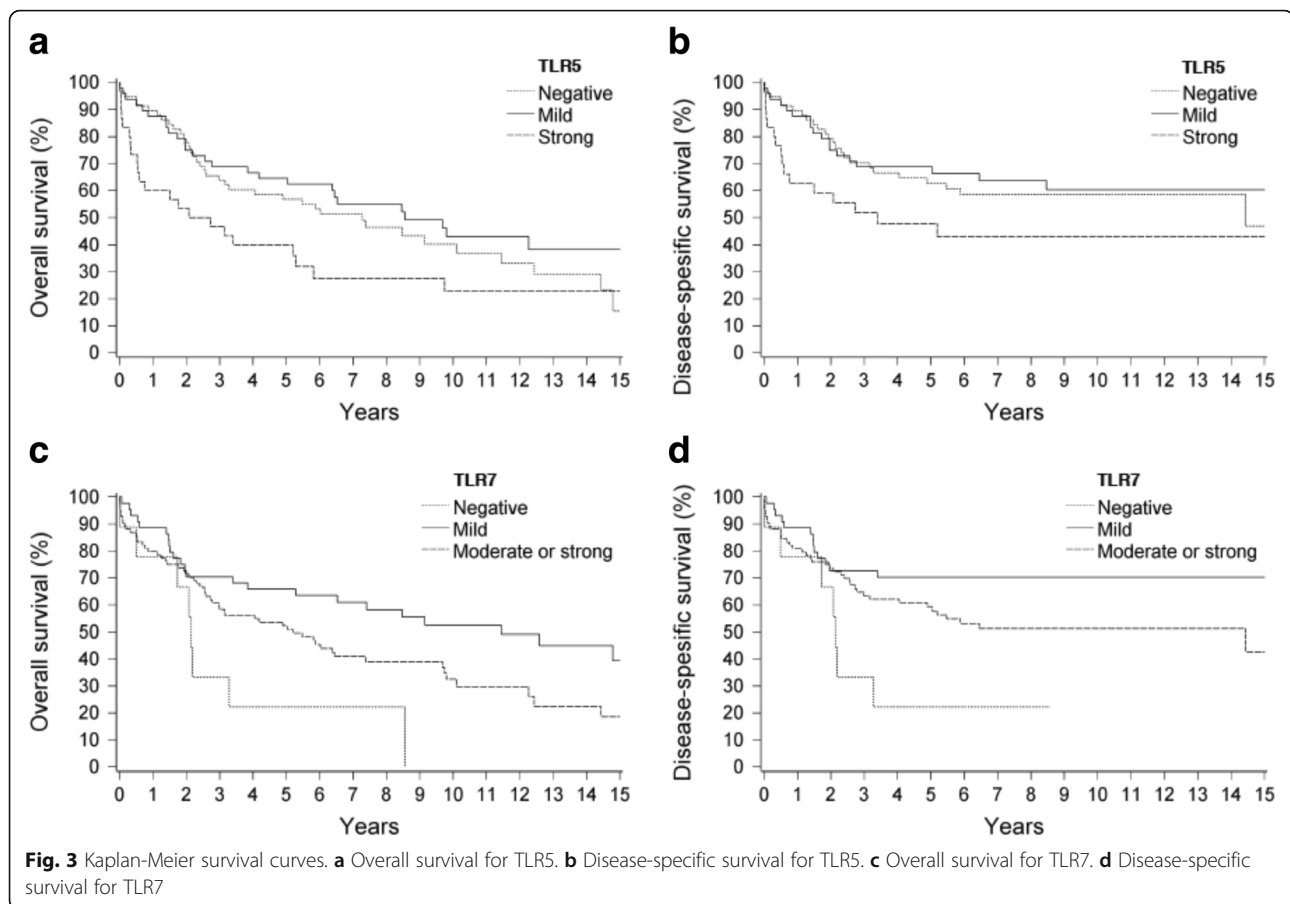 a
TLR5
Negative
Mild
Strong
Overall survival (%)
100
90
80
70
60
50
40
30
20
10
0
0 1 2 3 4 5 6 7 8 9 10 11 12 13 14 15
Years
b
TLR5
Negative
Mild
Strong
Disease-spesific survival (%)
100
90
80
70
60
50
40
30
20
10
0
0 1 2 3 4 5 6 7 8 9 10 11 12 13 14 15
Years
c
TLR7
Negative
Mild
Moderate or strong
Overall survival (%)
100
90
80
70
60
50
40
30
20
10
0
0 1 2 3 4 5 6 7 8 9 10 11 12 13 14 15
Years
d
TLR7
Negative
Mild
Moderate or strong
Disease-spesific survival (%)
100
90
80
70
60
50
40
30
20
10
0
0 1 2 3 4 5 6 7 8 9 10 11 12 13 14 15
Years
Fig. 3 Kaplan-Meier survival curves. a Overall survival for TLR5. b Disease-specific survival for TLR5. c Overall survival for TLR7. d Disease-specific
survival for TLR7